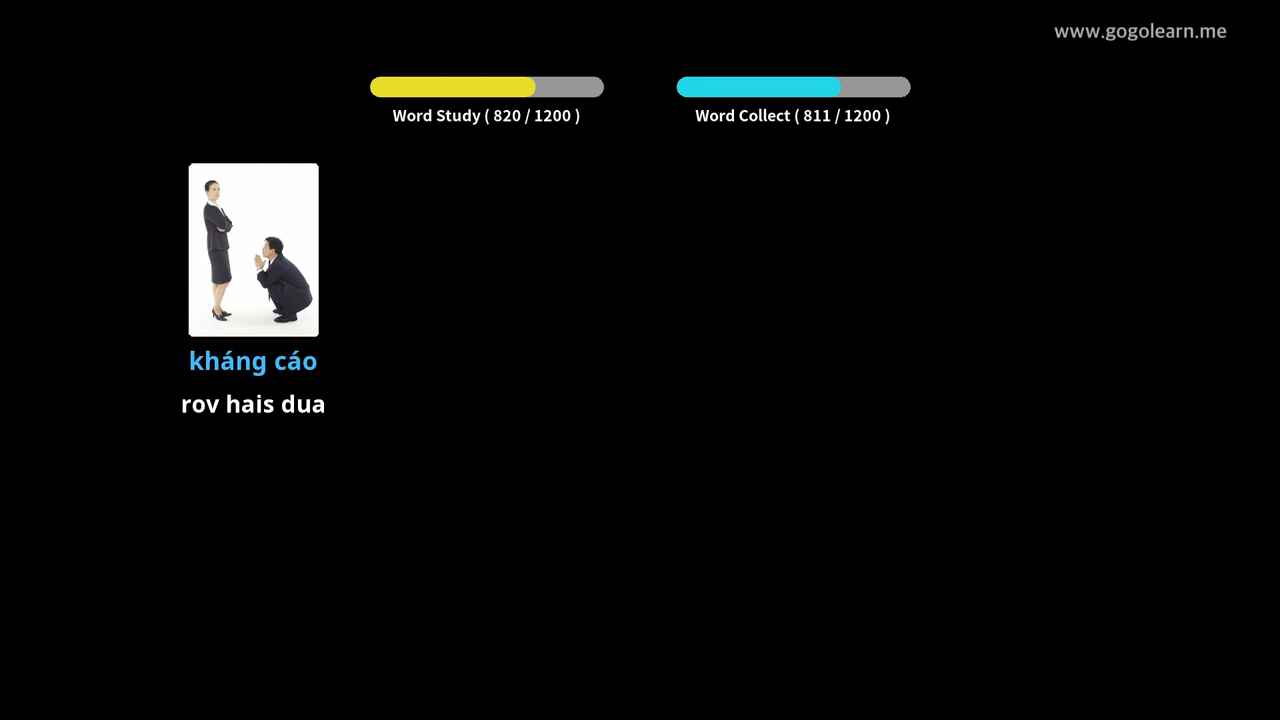 www.gogolearn.me
Word Study ( 820 / 1200 )
Word Collect ( 811 / 1200 )
kháng cáo
rov hais dua